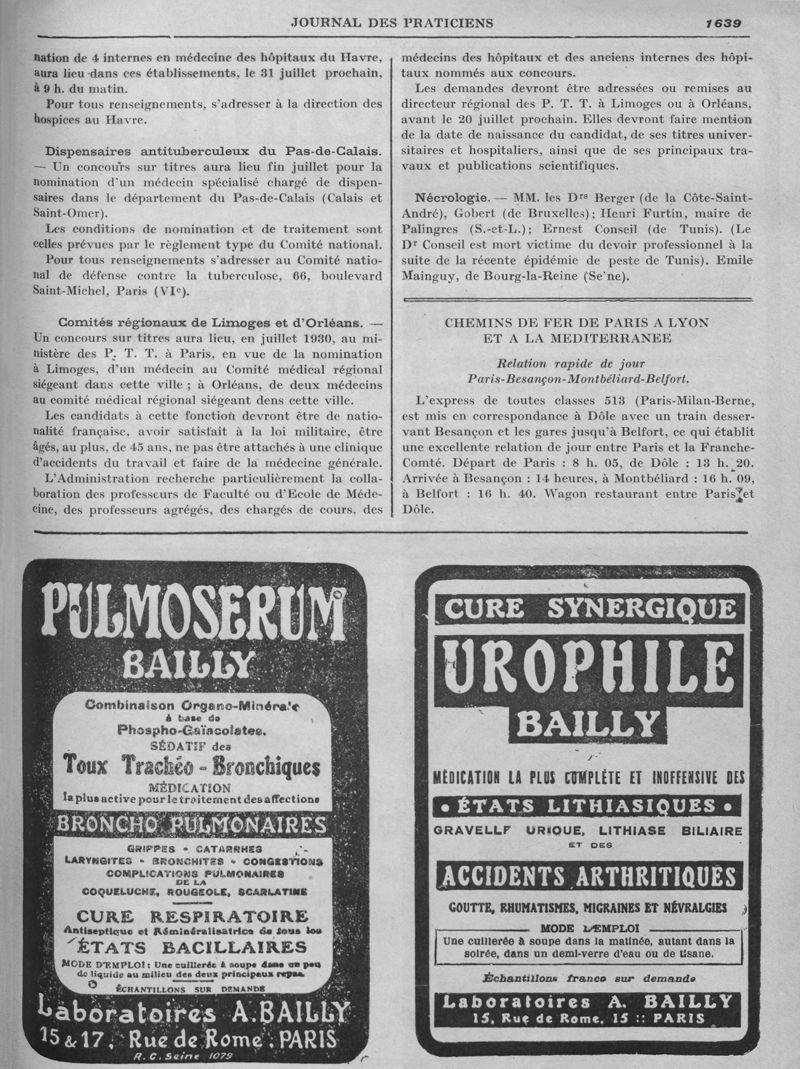 JOURNAL DES PRATICIENS
1639
nation de 4 internes en médecine des hôpitaux du Havre,
aura lieu dans ces établissements, le 31 juillet prochain,
à 9 h. du matin.
Pour tous renseignements, s'adresser à la direction des
hospices au Havre.
Dispensaires antituberculeux du Pas-de-Calais.
— Un concours sur titres aura lieu fin juillet pour la
nomination d'un médecin spécialisé chargé de dispen-
saires dans le département du Pas-de-Calais (Calais et
Saint-Omer).
Les conditions de nomination et de traitement sont
celles prévues par le règlement type du Comité national.
Pour tous renseignements s'adresser au Comité natio-
nal de défense contre la tuberculose, 66, boulevard
Saint-Michel, Paris (VIe).
Comités régionaux de Limoges et d'Orléans. —
Un concours sur titres aura lieu, en juillet 1930, au mi-
nistère des P. T. T. à Paris, en vue de la nomination
à Limoges, d'un médecin au Comité médical régional
siégeant dans cette ville ; à Orléans, de deux médecins
au comité médical régional siégeant dens cette ville.
Les candidats à cette fonction devront être de natio-
nalité française, avoir satisfait à la loi militaire, être
âgés, au plus, de 45 ans, ne pas être attachés à une clinique
d'accidents du travail et faire de la médecine générale.
L'Administration recherche particulièrement la colla-
boration des professeurs de Faculté ou d'Ecole de Méde-
cine, des professeurs agrégés, des chargés de cours, des
médecins des hôpitaux et des anciens internes des hôpi-
taux nommés aux concours.
Les demandes devront être adressées ou remises au
directeur régional des P. T. T. à Limoges ou à Orléans,
avant le 20 juillet prochain. Elles devront faire mention
de la date de naissance du candidat, de ses titres univer-
sitaires et hospitaliers, ainsi que de ses principaux tra-
vaux et publications scientifiques.
Nécrologie. — MM. les Drs Berger (de la Côte-Saint-
André), Gobert (de Bruxelles) ; Henri Furtin, maire de
Palingres (S.-et-L.) ; Ernest Conseil (de Tunis). (Le
Dr Conseil est mort victime du devoir professionnel à la
suite de la récente épidémie de peste de Tunis). Emile
Mainguy, de Bourg-la-Reine (Se'ne).
CHEMINS DE FER DE PARIS A LYON
ET A LA MEDITERRANEE
Relation rapide de jour
Paris-Besançon-Montbéliard-Belfort.
L'express de toutes classes 513 (Paris-Milan-Berne,
est mis en correspondance à Dôle avec un train desser-
vant Besançon et les gares jusqu'à Belfort, ce qui établit
une excellente relation de jour entre Paris et la Franche-
Comté. Départ de Paris : 8 h. 05, de Dôle : 13 h. 20.
Arrivée à Besançon : 14 heures, à Montbéliard : 16 h. 09,
à Belfort : 16 h. 40. Wagon restaurant entre Paris et
Dôle.
PULMOSERUM
BAILLY
Combinaison Organo-Minérale
à base de
Phospho-Gaïacolates.
SÉDATIF des
Toux Trachéo-Bronchiques
MÉDICATION
la plus active pour le traitement des affections
BRONCHO PULMONAIRES
GRIPPES - CATARRHES
LARYNGITES - BRONCHITES - CONGESTIONS
COMPLICATIONS PULMONAIRES
DE LA
COQUELUCHE, ROUGEOLE, SCARLATINE
CURE RESPIRATOIRE
Antiseptique et Réminéralisatrice de tous les
ÉTATS BACILLAIRES
MODE D'EMPLOI : Une cuillerée à soupe dans un peu
de liquide au milieu des deux principaux repas.
ÉCHANTILLONS SUR DEMANDE
Laboratoires A. BAILLY
15 & 17, Rue de Rome, PARIS
R. C. Seine 1079
CURE SYNERGIQUE
UROPHILE
BAILLY
MÉDICATION LA PLUS COMPLÈTE ET INOFFENSIVE DES
• ÉTATS LITHIASIQUES •
GRAVELLE URIQUE, LITHIASE BILIAIRE
ET DES
ACCIDENTS ARTHRITIQUES
GOUTTE, RHUMATISMES, MIGRAINES ET NÉVRALGIES
MODE D'EMPLOI
Une cuillerée à soupe dans la matinée, autant dans la
soirée, dans un demi-verre d'eau ou de tisane.
Échantillons franco sur demande
Laboratoires A. BAILLY
15, Rue de Rome, 15 :: PARIS